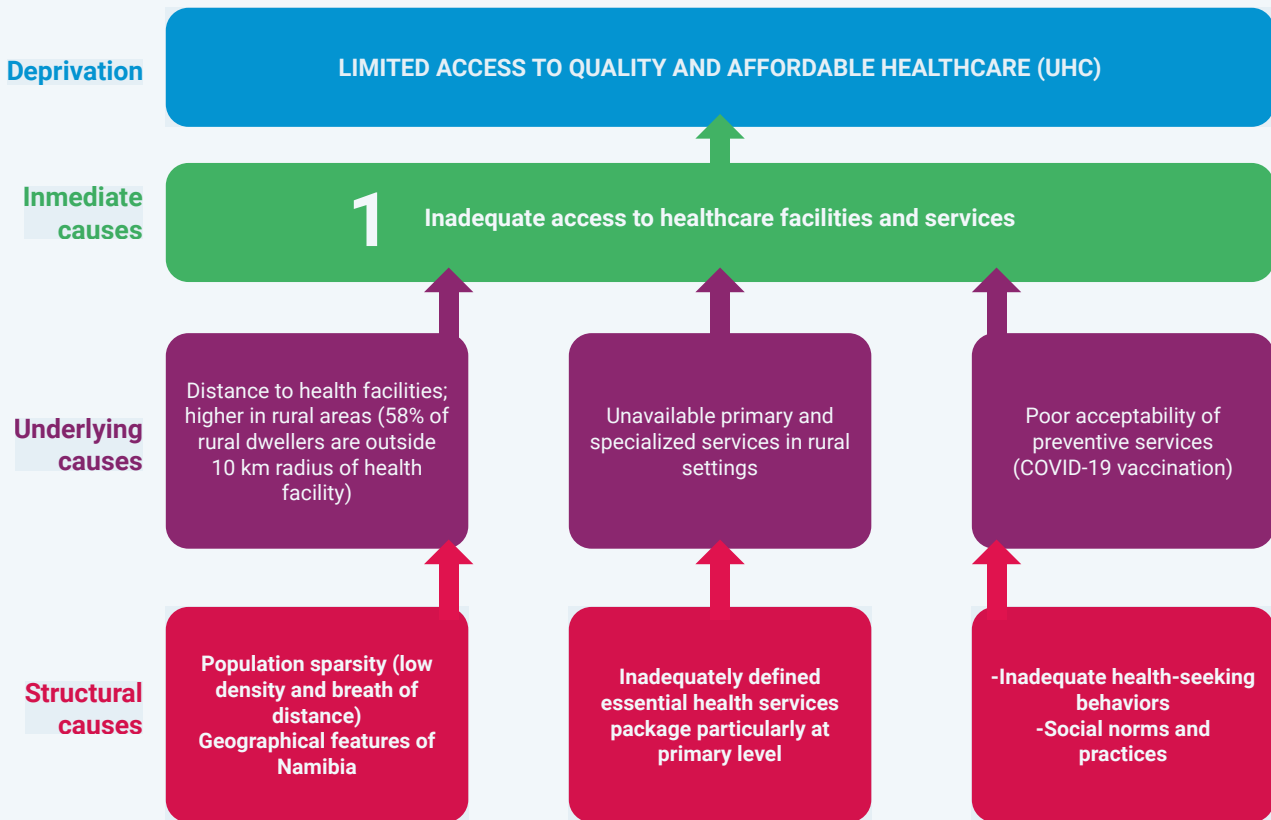 Deprivation
LIMITED ACCESS TO QUALITY AND AFFORDABLE HEALTHCARE (UHC)
Inmediate
causes
1
Inadequate access to healthcare facilities and services
Underlying
causes
Distance to health facilities;
higher in rural areas (58% of
rural dwellers are outside
10 km radius of health
facility)
Unavailable primary and
specialized services in rural
settings
Poor acceptability of
preventive services
(COVID-19 vaccination)
Structural
causes
Population sparsity (low
density and breath of
distance)
Geographical features of
Namibia
Inadequately defined
essential health services
package particularly at
primary level
-Inadequate health-seeking
behaviors
-Social norms and
practices